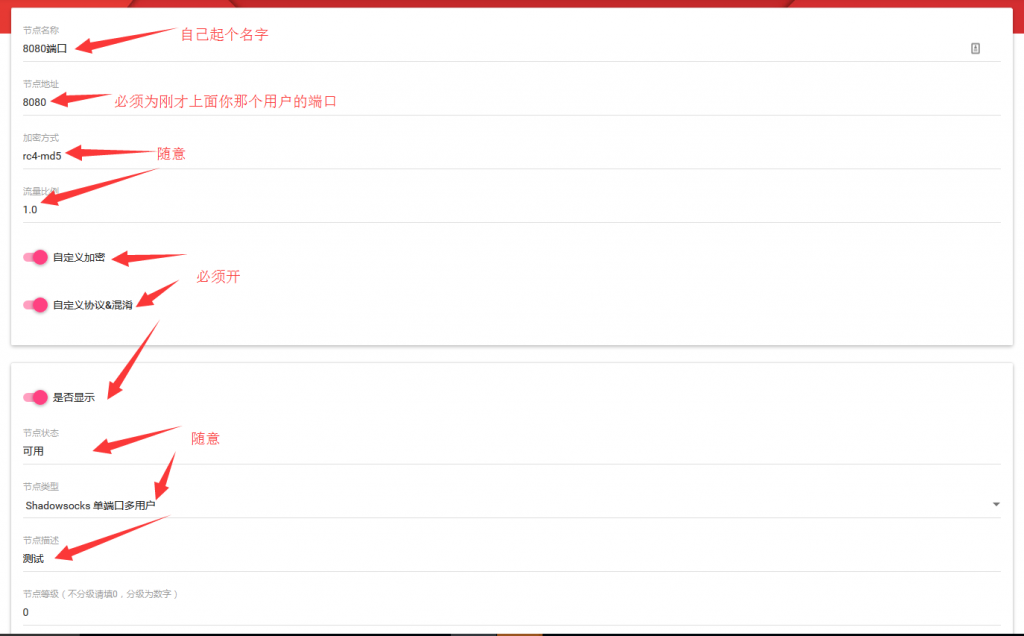 节点名称
自己起个名字
8080端口
节点地址
8080
必须为刚才上面你那个用户的端口
加密方式
rc4-md5
随意
流量比例
1.0
自定义加密
必须开
自定义协议&混淆
是否显示
节点状态
随意
可用
节点类型
Shadowsocks 单端口多用户
节点描述
测试
节点等级（不分级请填0，分级为数字）
0